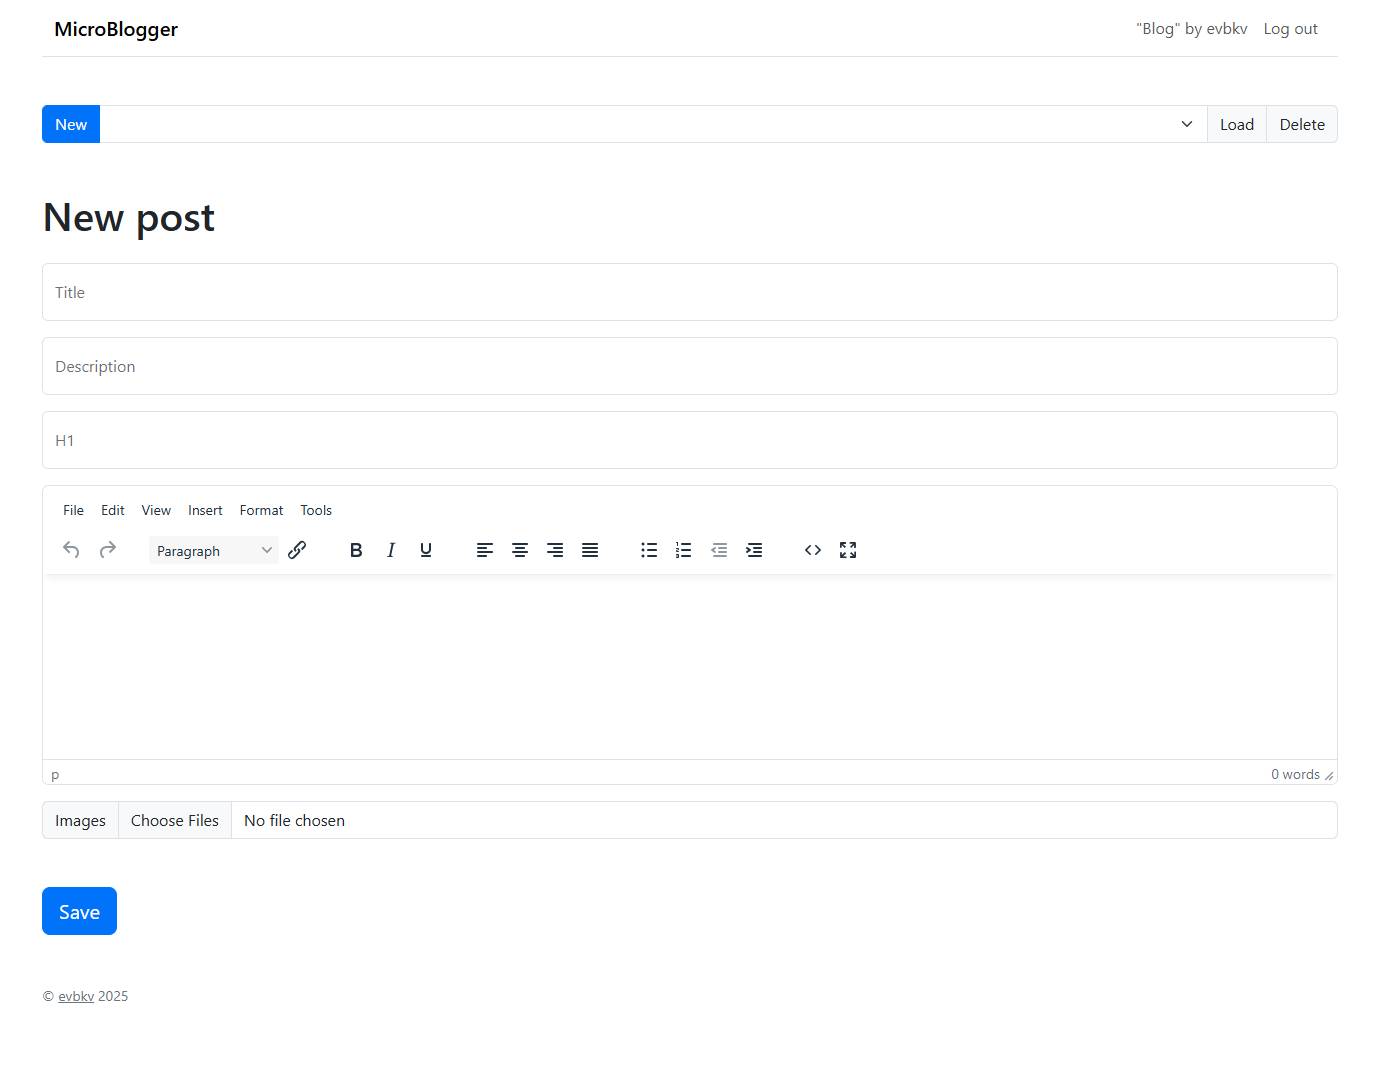 MicroBlogger "Blog" by evbkv Log out
New Load Delete
New post
Title
Description
H1
File Edit View Insert Format Tools
Paragraph B I U
p 0 words
Images Choose Files No file chosen
Save
© evbkv 2025